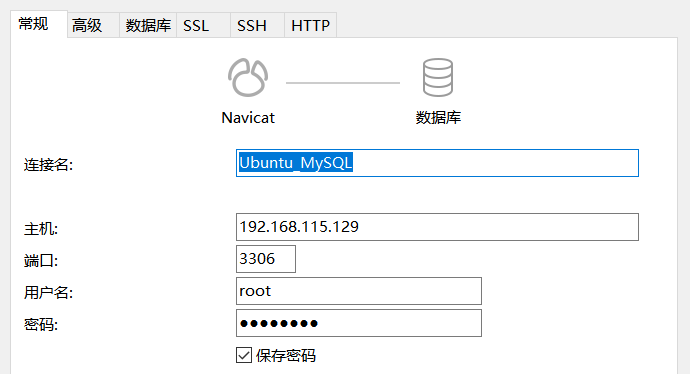 常规 高级 数据库 SSL SSH HTTP
Navicat 数据库
连接名: Ubuntu_MySQL
主机: 192.168.115.129
端口: 3306
用户名: root
密码: ●●●●●●●●
保存密码